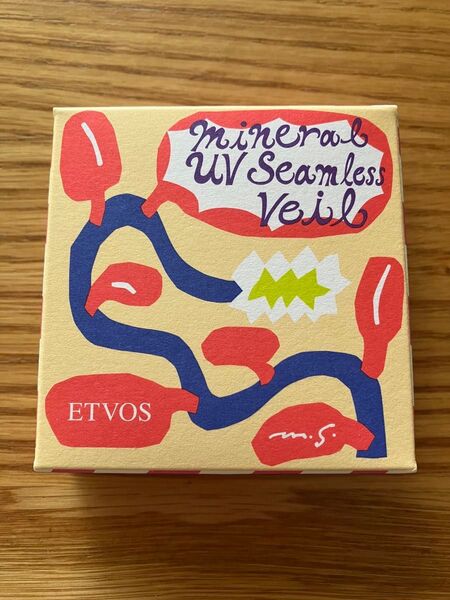 mineral
UV Seamless
Veil
ETVOS
m.g.